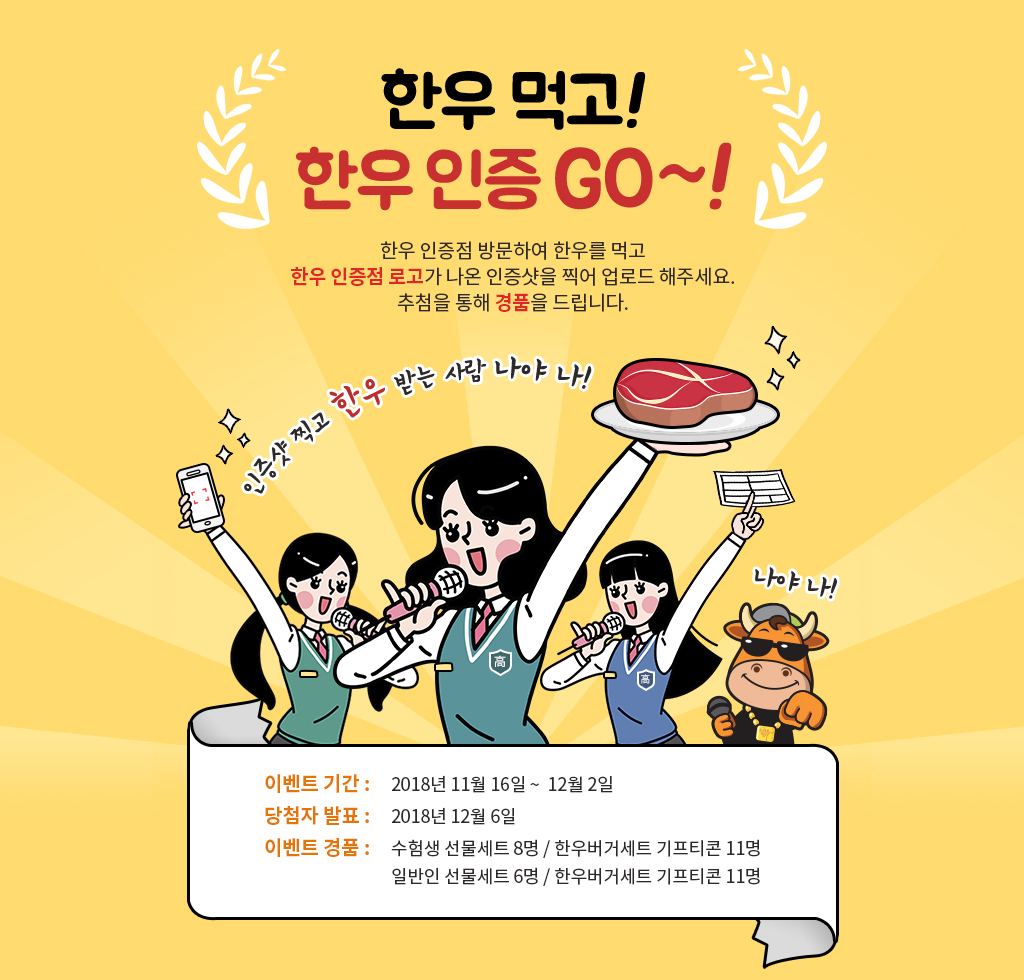 한우 먹고!
한우 인증 GO~!
한우 인증점 방문하여 한우를 먹고
한우 인증점 로고가 나온 인증샷을 찍어 업로드 해주세요.
추첨을 통해 경품을 드립니다.
인증샷 찍고 한우 받는 사람 나야 나!
나야 나!
高
高
이벤트 기간 : 2018년 11월 16일 ~ 12월 2일
당첨자 발표 : 2018년 12월 6일
이벤트 경품 : 수험생 선물세트 8명 / 한우버거세트 기프티콘 11명
일반인 선물세트 6명 / 한우버거세트 기프티콘 11명